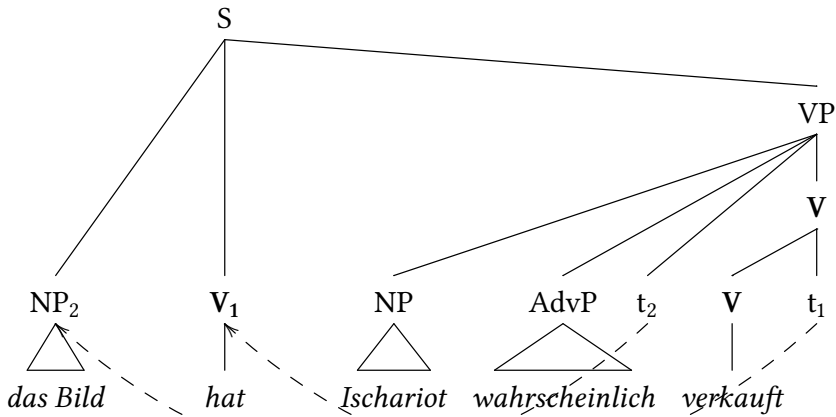 S
VP
V
NP₂ V₁ NP AdvP t₂ V t₁
das Bild hat Ischariot wahrscheinlich verkauft